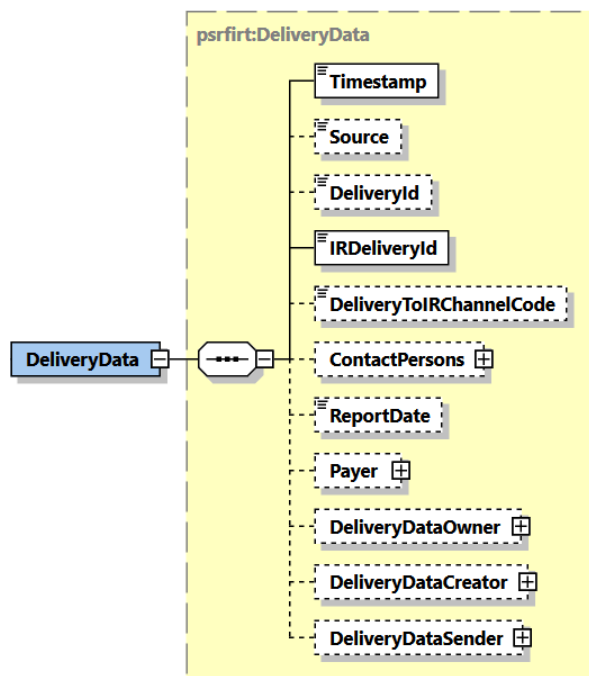 psrfirt:DeliveryData
Timestamp
Source
DeliveryId
IRDeliveryId
DeliveryToIRChannelCode
DeliveryData
ContactPersons
ReportDate
Payer
DeliveryDataOwner
DeliveryDataCreator
DeliveryDataSender